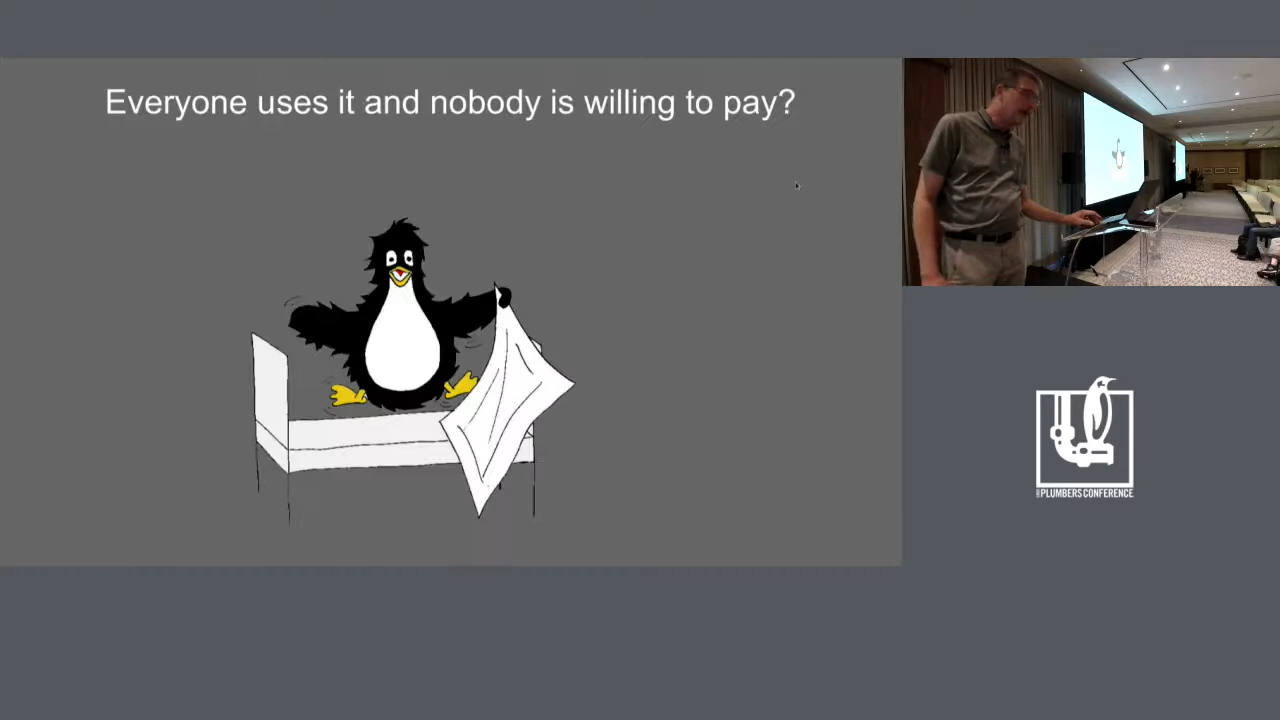 Everyone uses it and nobody is willing to pay?
PLUMBERS CONFERENCE